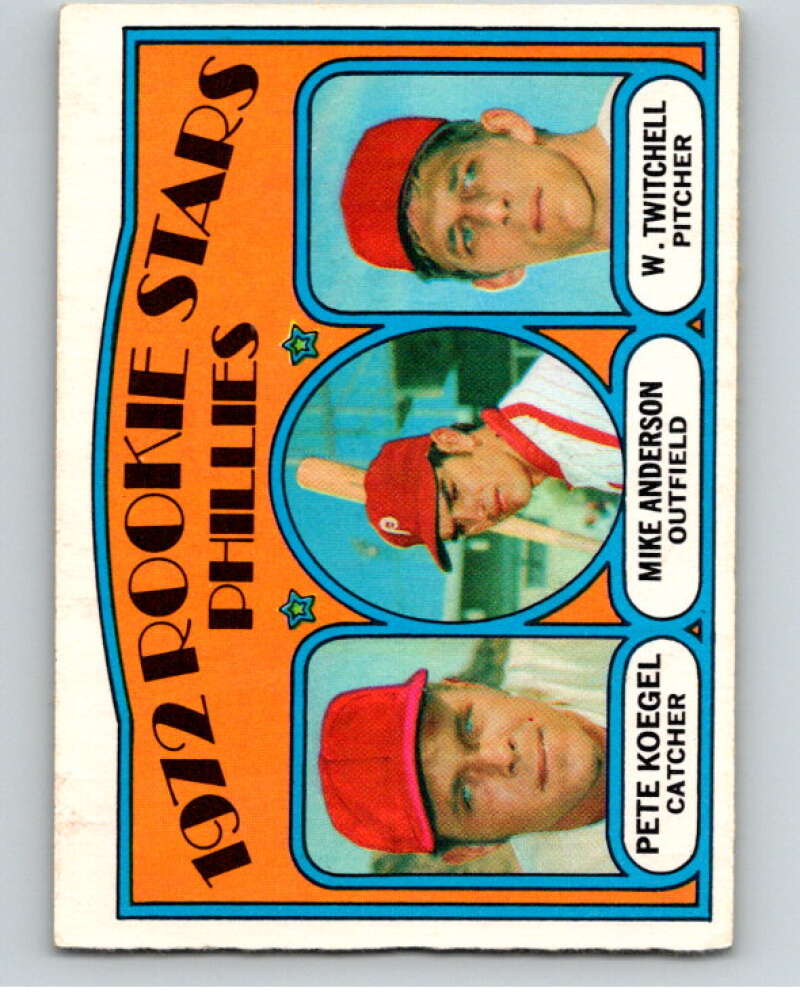 1972 ROOKIE STARS
PHILLIES
P
PETE KOEGEL
CATCHER
MIKE ANDERSON
OUTFIELD
W. TWITCHELL
PITCHER